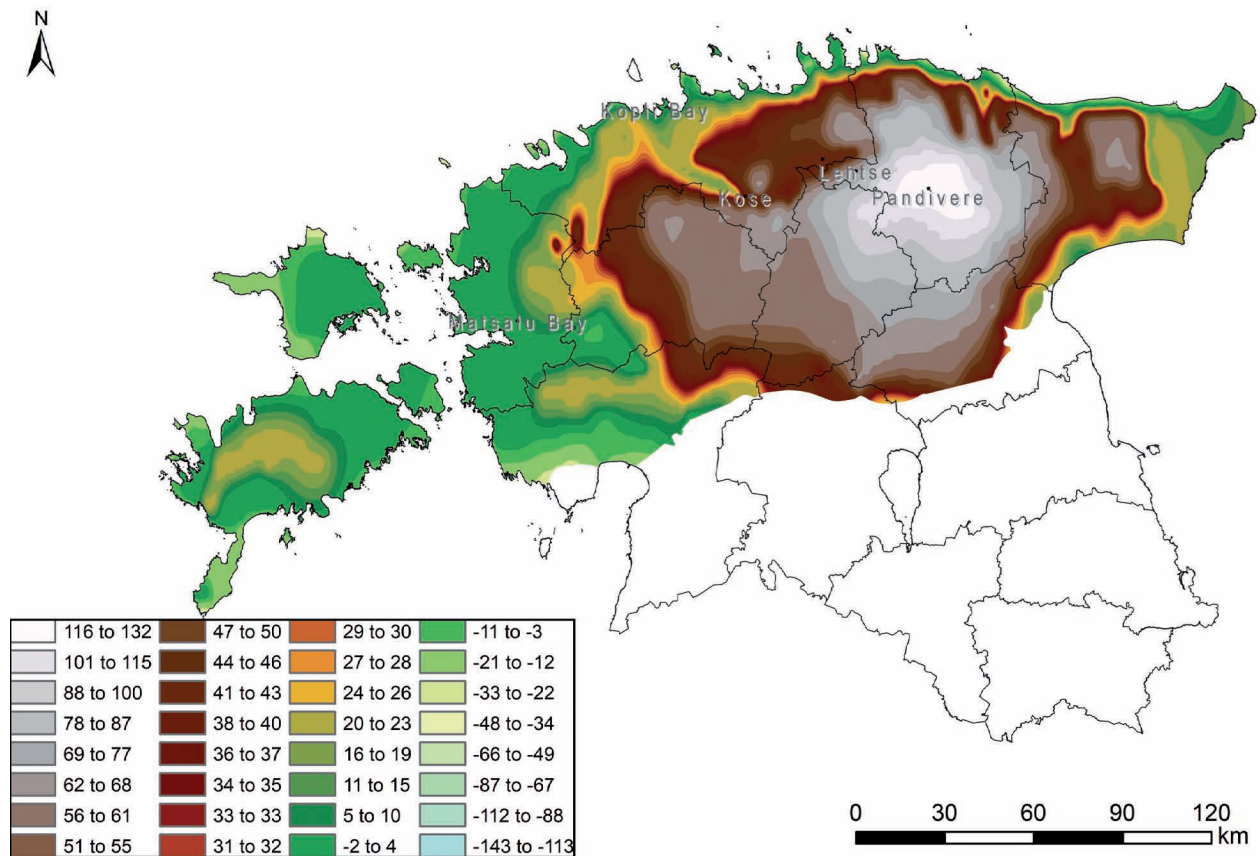 N
Kopli Bay
Lehtse
Kose
Pandivere
Matsalu Bay
116 to 132 47 to 50 29 to 30 -11 to -3
101 to 115 44 to 46 27 to 28 -21 to -12
88 to 100 41 to 43 24 to 26 -33 to -22
78 to 87 38 to 40 20 to 23 -48 to -34
69 to 77 36 to 37 16 to 19 -66 to -49
62 to 68 34 to 35 11 to 15 -87 to -67
56 to 61 33 to 33 5 to 10 -112 to -88
51 to 55 31 to 32 -2 to 4 -143 to -113
0 30 60 90 120
km